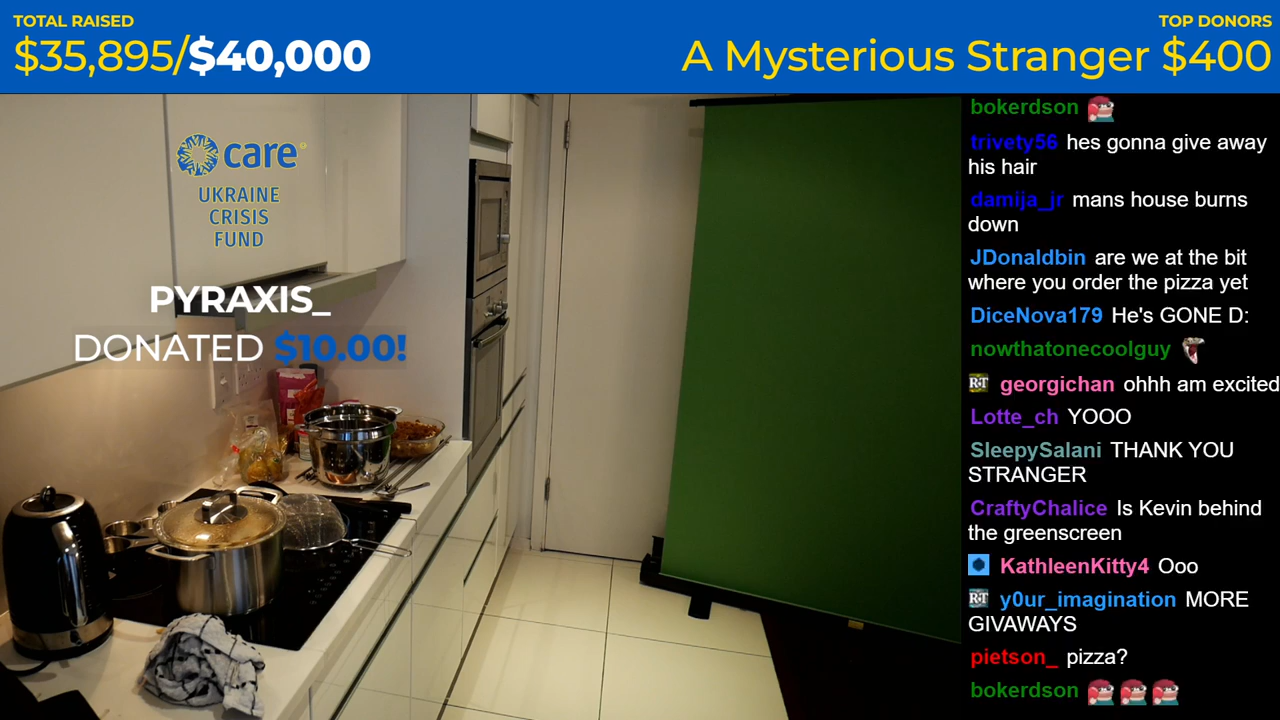 TOTAL RAISED
$35,895/$40,000
TOP DONORS
A Mysterious Stranger $400
care
UKRAINE
CRISIS
FUND
PYRAXIS_
DONATED $10.00!
bokerdson
trivety56 hes gonna give away
his hair
damija_jr mans house burns
down
JDonaldbin are we at the bit
where you order the pizza yet
DiceNova179 He's GONE D:
nowthatonecoolguy
R&T georgichan ohhh am excited
Lotte_ch YOOO
SleepySalani THANK YOU
STRANGER
CraftyChalice Is Kevin behind
the greenscreen
KathleenKitty4 Ooo
R&T y0ur_imagination MORE
GIVAWAYS
pietson_ pizza?
bokerdson